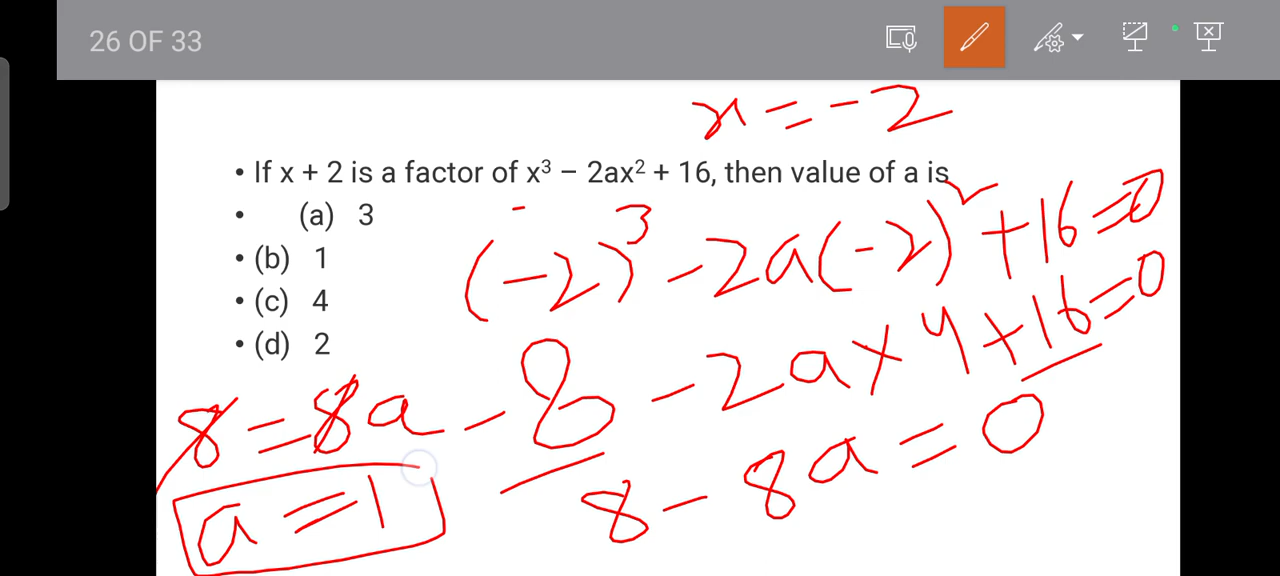 26 OF 33
x = -2
• If x + 2 is a factor of x³ – 2ax² + 16, then value of a is
• (a) 3
• (b) 1
• (c) 4
• (d) 2
(-2)³ - 2a(-2)² + 16 = 0
- 8 - 2a x 4 + 16 = 0
8 - 8a = 0
8 = 8a
a = 1